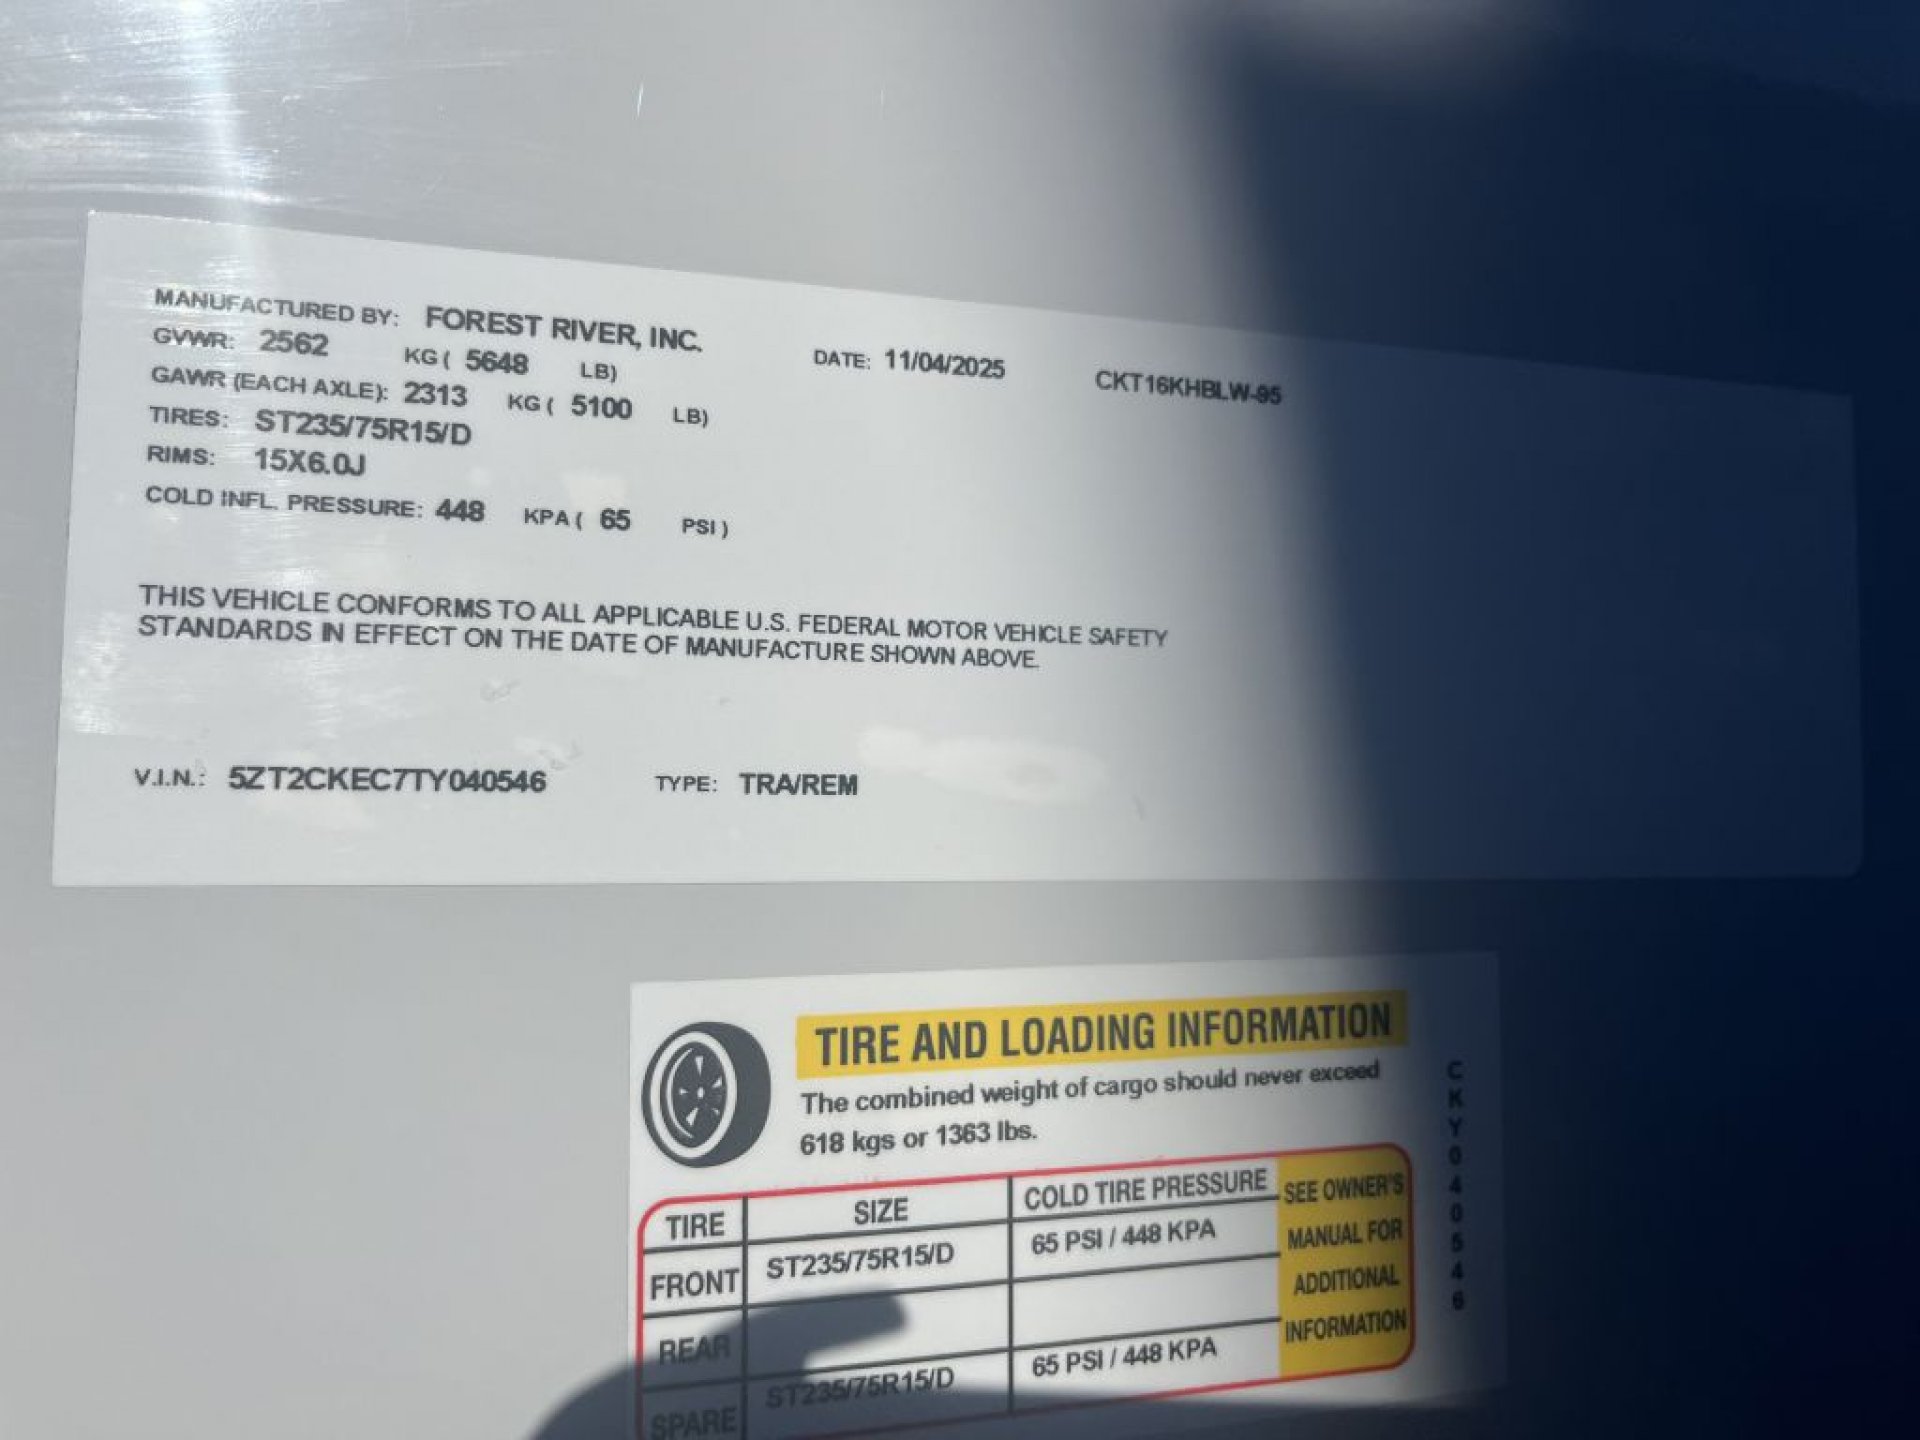 MANUFACTURED BY: FOREST RIVER, INC.
GVWR: 2562 KG ( 5648 LB) DATE: 11/04/2025 CKT16KHBLW-95
GAWR (EACH AXLE): 2313 KG ( 5100 LB)
TIRES: ST235/75R15/D
RIMS: 15X6.0J
COLD INFL. PRESSURE: 448 KPA ( 65 PSI )
THIS VEHICLE CONFORMS TO ALL APPLICABLE U.S. FEDERAL MOTOR VEHICLE SAFETY
STANDARDS IN EFFECT ON THE DATE OF MANUFACTURE SHOWN ABOVE.
V.I.N.: 5ZT2CKEC7TY040546 TYPE: TRA/REM
TIRE AND LOADING INFORMATION
The combined weight of cargo should never exceed
618 kgs or 1363 lbs.
TIRE SIZE COLD TIRE PRESSURE
FRONT ST235/75R15/D 65 PSI / 448 KPA
REAR
SPARE ST235/75R15/D 65 PSI / 448 KPA
SEE OWNER'S
MANUAL FOR
ADDITIONAL
INFORMATION
CKY040546